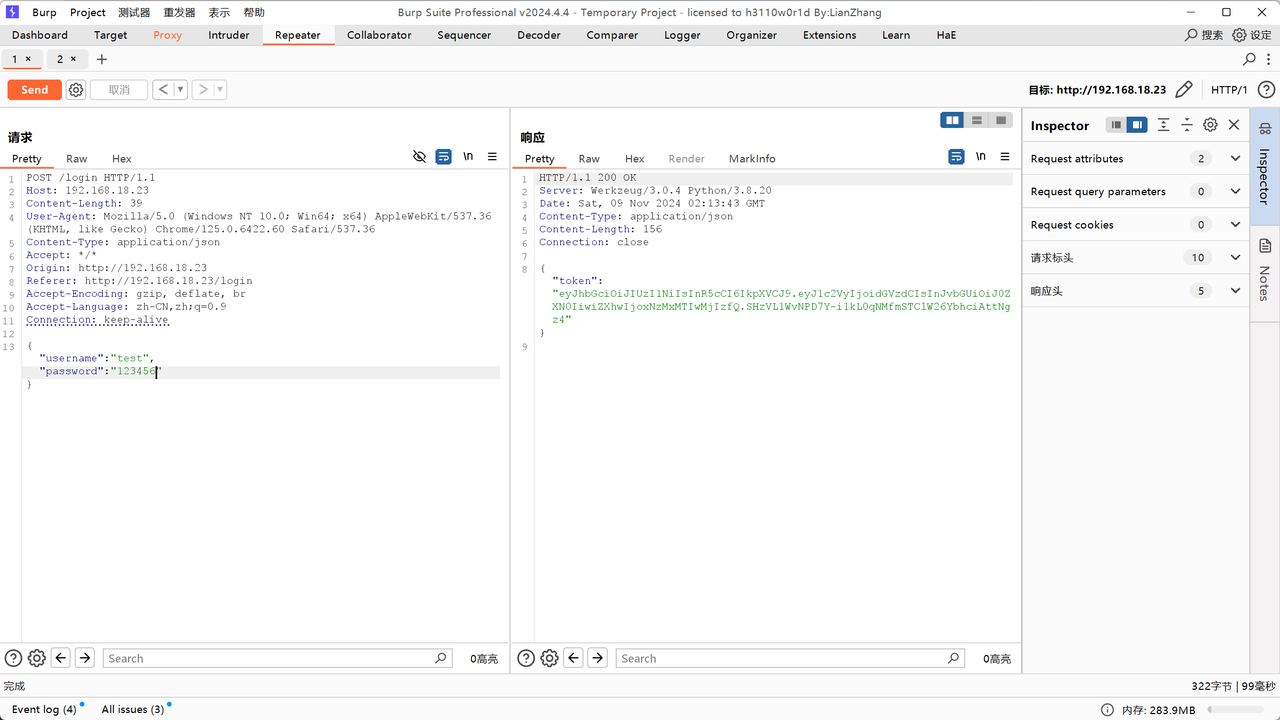 Burp Project 测试器 重发器 表示 帮助 Burp Suite Professional v2024.4.4 - Temporary Project - licensed to h3110w0r1d By:LianZhang
Dashboard Target Proxy Intruder Repeater Collaborator Sequencer Decoder Comparer Logger Organizer Extensions Learn HaE 搜索 设定
1 × 2 × +
Send 取消 < > 目标: http://192.168.18.23 HTTP/1
请求
Pretty Raw Hex \n
1 POST /login HTTP/1.1
2 Host: 192.168.18.23
3 Content-Length: 39
4 User-Agent: Mozilla/5.0 (Windows NT 10.0; Win64; x64) AppleWebKit/537.36
(KHTML, like Gecko) Chrome/125.0.6422.60 Safari/537.36
5 Content-Type: application/json
6 Accept: */*
7 Origin: http://192.168.18.23
8 Referer: http://192.168.18.23/login
9 Accept-Encoding: gzip, deflate, br
10 Accept-Language: zh-CN,zh;q=0.9
11 Connection: keep-alive
12
13 {
"username":"test",
"password":"123456"
}
Search 0高亮
响应
Pretty Raw Hex Render MarkInfo \n
1 HTTP/1.1 200 OK
2 Server: Werkzeug/3.0.4 Python/3.8.20
3 Date: Sat, 09 Nov 2024 02:13:43 GMT
4 Content-Type: application/json
5 Content-Length: 156
6 Connection: close
7
8 {
"token":
"eyJhbGciOiJIUzI1NiIsInR5cCI6IkpXVCJ9.eyJ1c2VyIjoidGVzdCIsInJvbGUiOiJ0Z
XN0IiwiZXhwIjoxNzMxMTIwMjIzfQ.SHzVL1WvNPD7Y-i1kL0qNMfmSTClW26YbhciAttNg
z4"
}
9
Search 0高亮
Inspector
Request attributes 2
Request query parameters 0
Request cookies 0
请求标头 10
响应头 5
Inspector
Notes
完成 322字节 | 99毫秒
Event log (4) All issues (3) 内存: 283.9MB